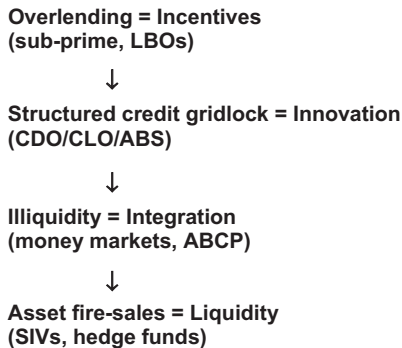 Overlending = Incentives
(sub-prime, LBOs)
↓
Structured credit gridlock = Innovation
(CDO/CLO/ABS)
↓
Illiquidity = Integration
(money markets, ABCP)
↓
Asset fire-sales = Liquidity
(SIVs, hedge funds)